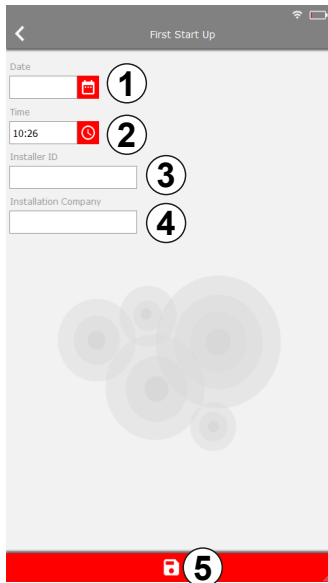 First Start Up
Date
1
Time
10:26
2
Installer ID
3
Installation Company
4
5